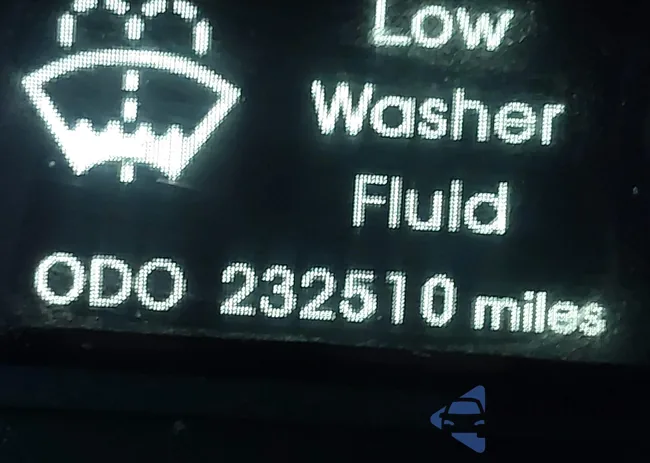 Low
Washer
Fluid
ODO 232510 miles